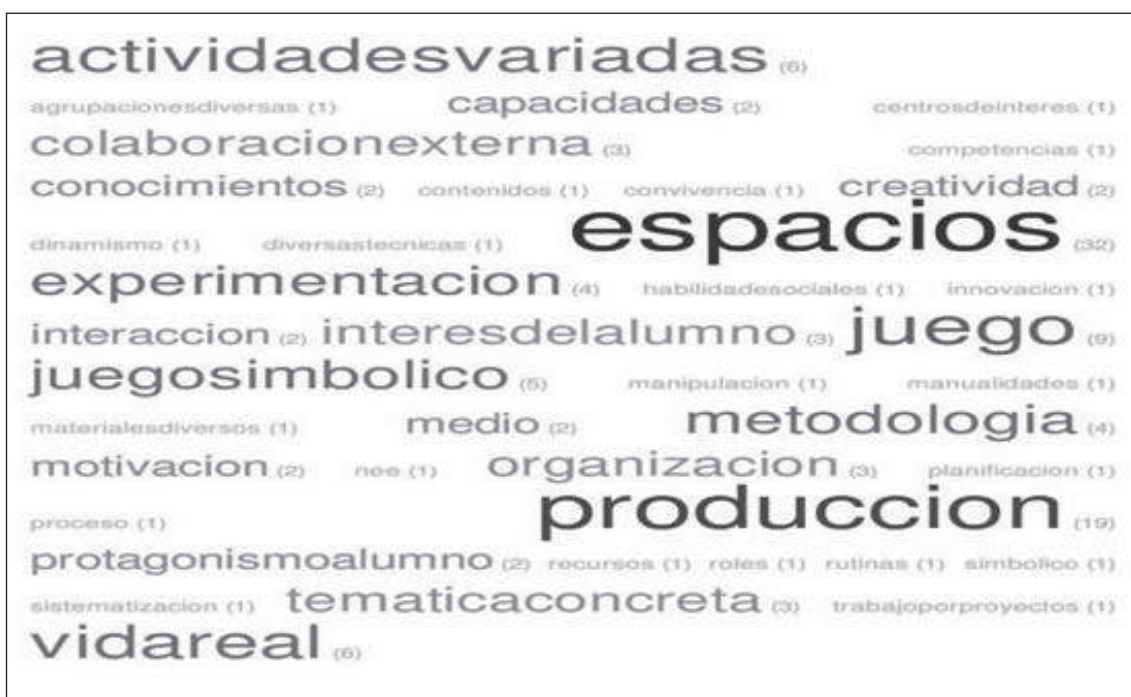 actividadesvariadas (6)
agrupacionesdiversas (1) capacidades (2) centrosdeinteres (1)
colaboracionexterna (3) competencias (1)
conocimientos (2) contenidos (1) convivencia (1) creatividad (2)
dinamismo (1) diversastecnicas (1) espacios (32)
experimentacion (4) habilidadesociales (1) innovacion (1)
interaccion (2) interesdelalumno (3) juego (9)
juegosimbolico (5) manipulacion (1) manualidades (1)
materialesdiversos (1) medio (2) metodologia (4)
motivacion (2) nee (1) organizacion (3) planificacion (1)
proceso (1) produccion (19)
protagonismoalumno (2) recursos (1) roles (1) rutinas (1) simbolico (1)
sistematizacion (1) tematicaconcreta (3) trabajoporproyectos (1)
vidareal (6)